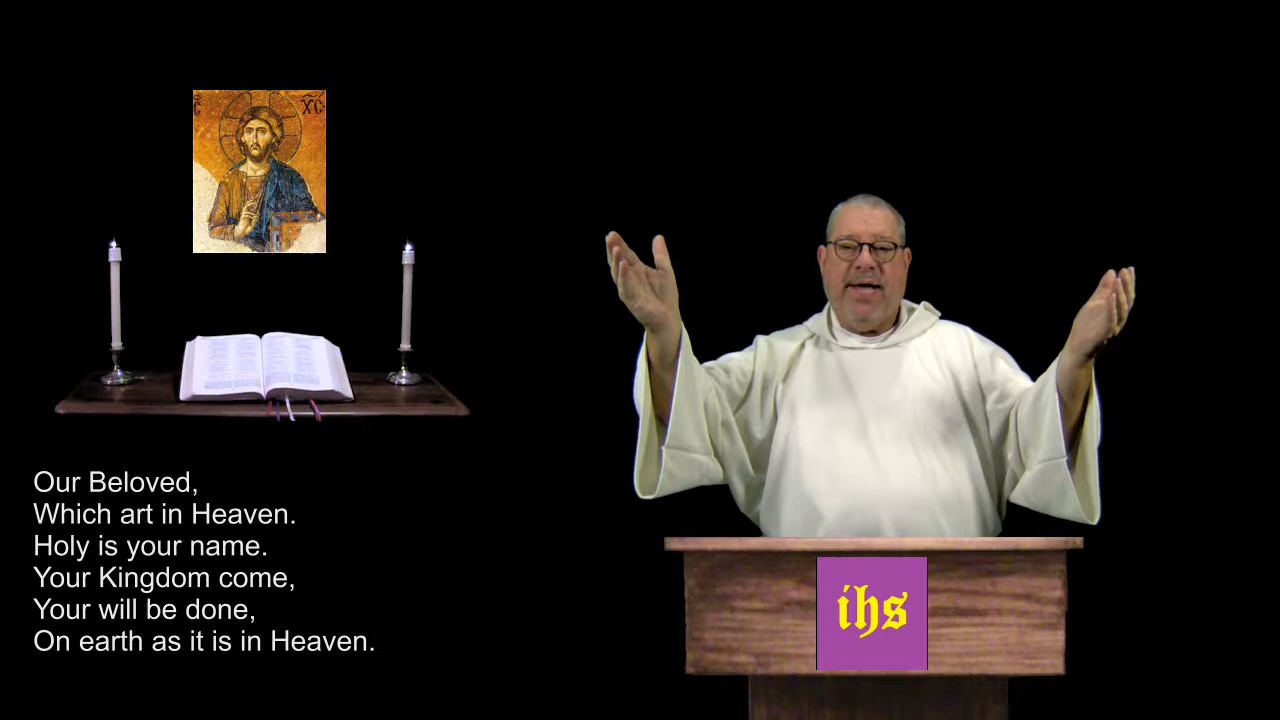 XC
Our Beloved,
Which art in Heaven.
Holy is your name.
Your Kingdom come,
Your will be done,
On earth as it is in Heaven.
ihs